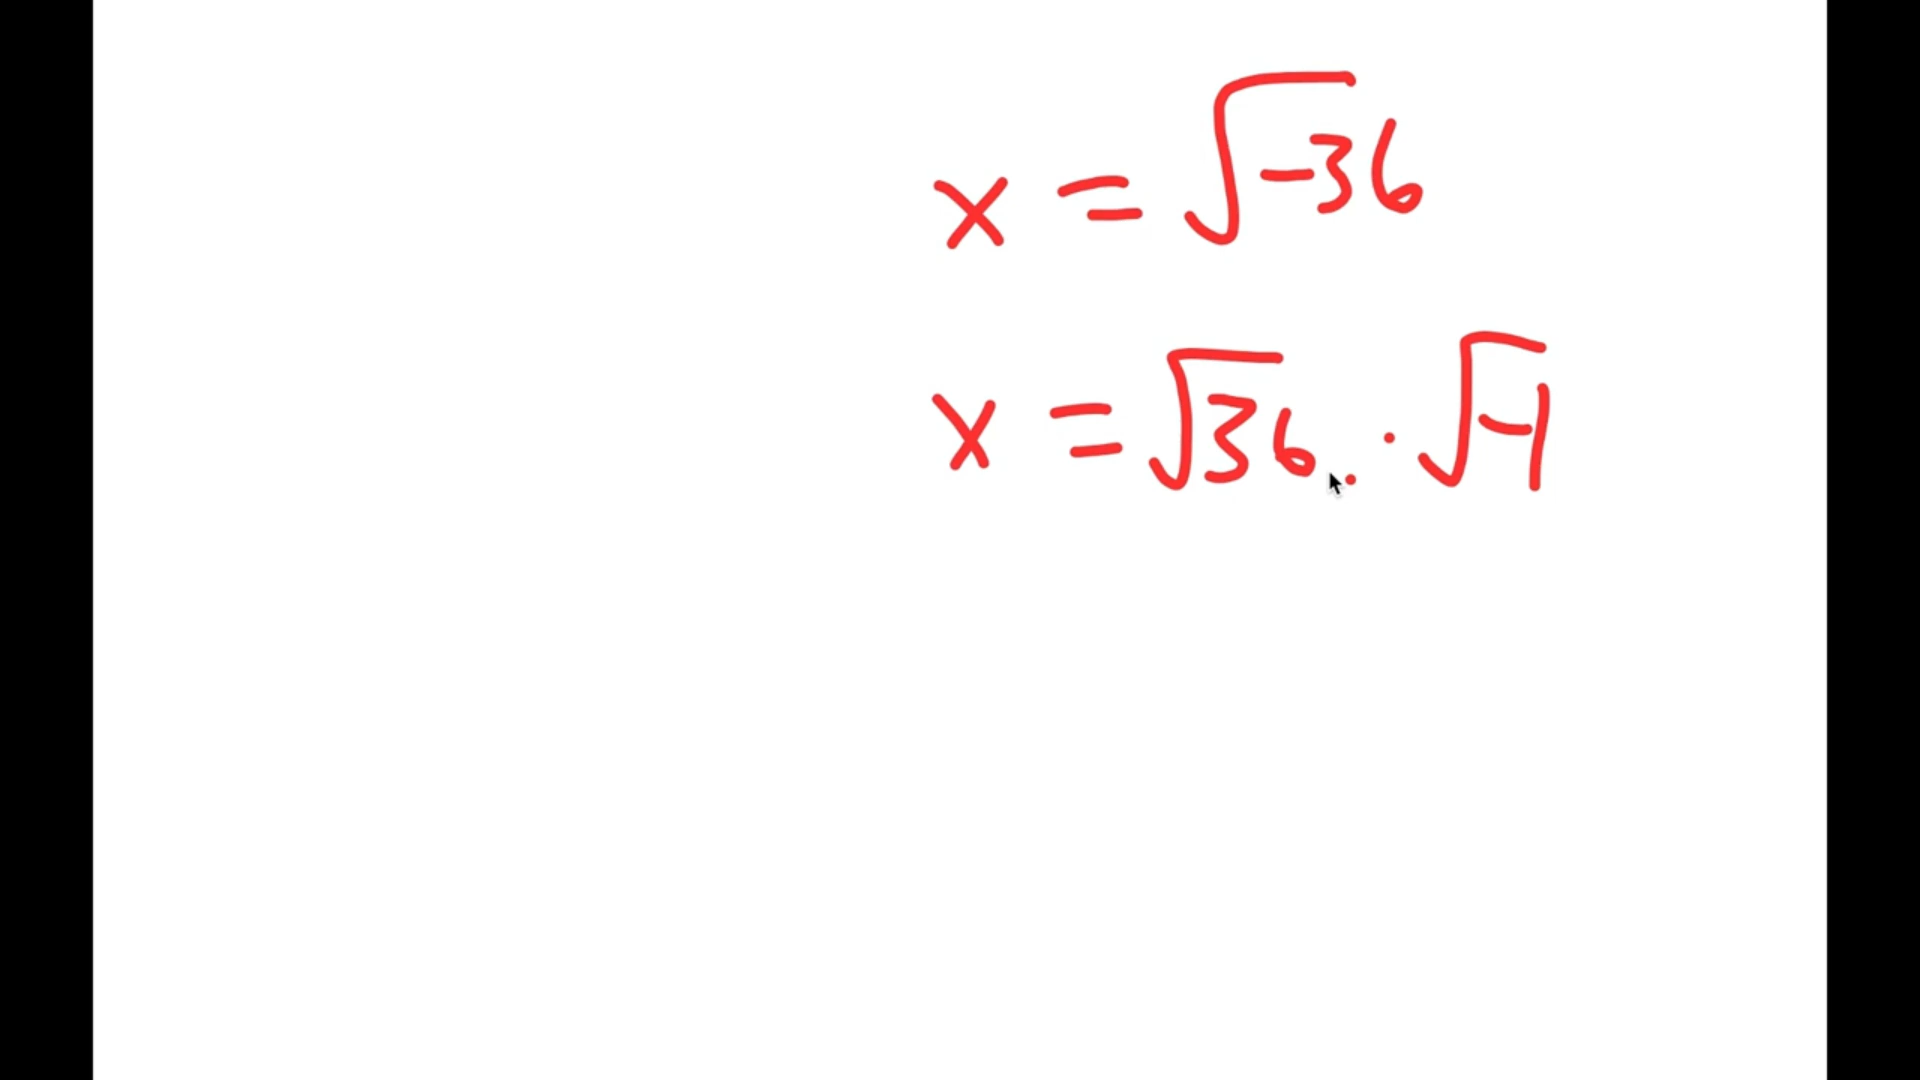 x = √-36
x = √36 · √-1